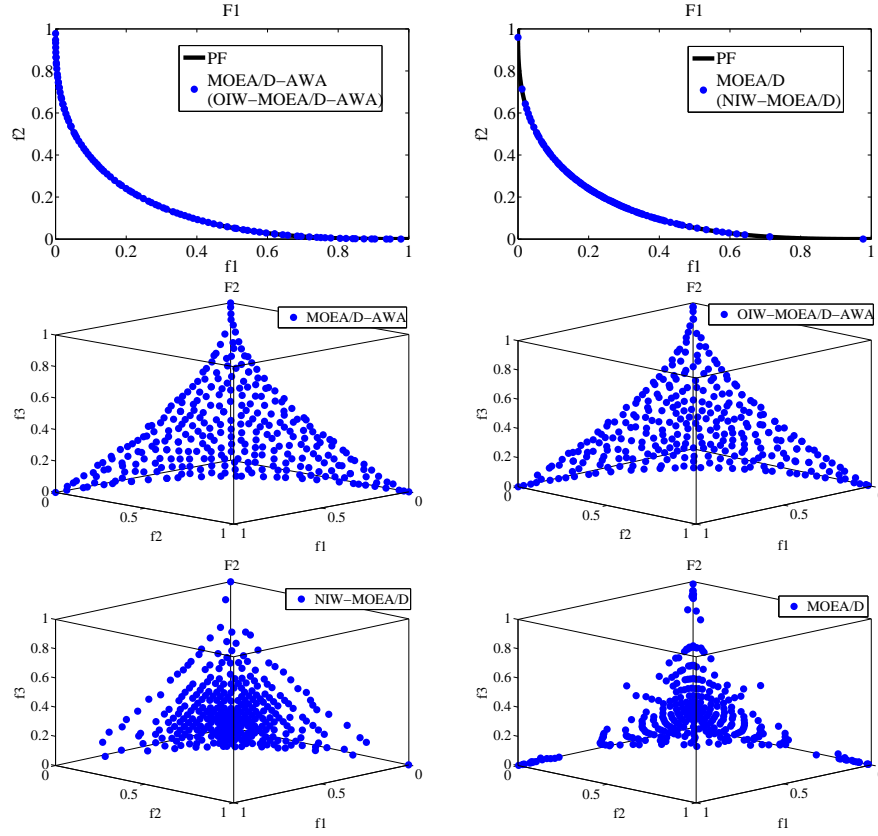 F1
PF
MOEA/D−AWA
(OIW−MOEA/D−AWA)
f2
1
0.8
0.6
0.4
0.2
0
0 0.2 0.4 0.6 0.8 1
f1
F1
PF
MOEA/D
(NIW−MOEA/D)
f2
1
0.8
0.6
0.4
0.2
0
0 0.2 0.4 0.6 0.8 1
f1
F2
MOEA/D−AWA
f3
1
0.8
0.6
0.4
0.2
0
0 0.5 1
f2
1 0.5 0
f1
F2
OIW−MOEA/D−AWA
f3
1
0.8
0.6
0.4
0.2
0
0 0.5 1
f2
1 0.5 0
f1
F2
NIW−MOEA/D
f3
1
0.8
0.6
0.4
0.2
0
0 0.5 1
f2
1 0.5 0
f1
F2
MOEA/D
f3
1
0.8
0.6
0.4
0.2
0
0 0.5 1
f2
1 0.5 0
f1